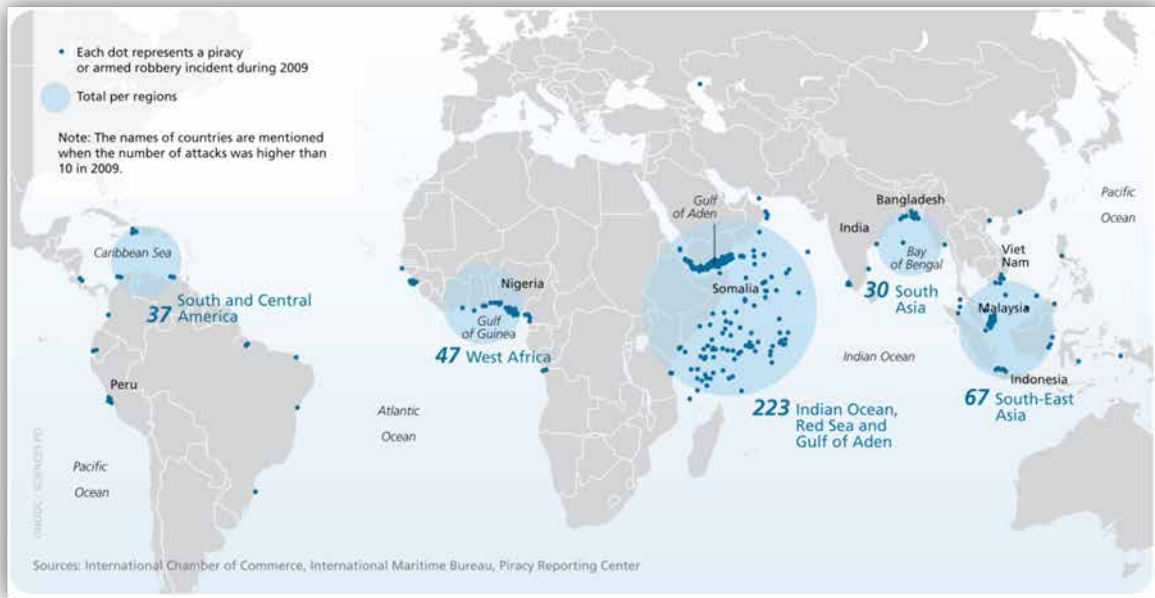 Each dot represents a piracy
or armed robbery incident during 2009
Total per regions
Note: The names of countries are mentioned
when the number of attacks was higher than
10 in 2009.
Caribbean Sea
37 South and Central
America
Peru
Pacific
Ocean
Atlantic
Ocean
Nigeria
Gulf
of Guinea
47 West Africa
Gulf
of Aden
Somalia
223 Indian Ocean,
Red Sea and
Gulf of Aden
Indian Ocean
India
Bangladesh
Bay
of Bengal
30 South
Asia
Viet
Nam
Malaysia
Indonesia
67 South-East
Asia
Pacific
Ocean
Sources: International Chamber of Commerce, International Maritime Bureau, Piracy Reporting Center